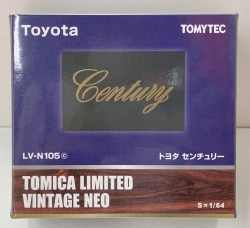 Toyota TOMYTEC
Century
LV-N105c トヨタ センチュリー
TOMICA LIMITED
VINTAGE NEO
S=1/64